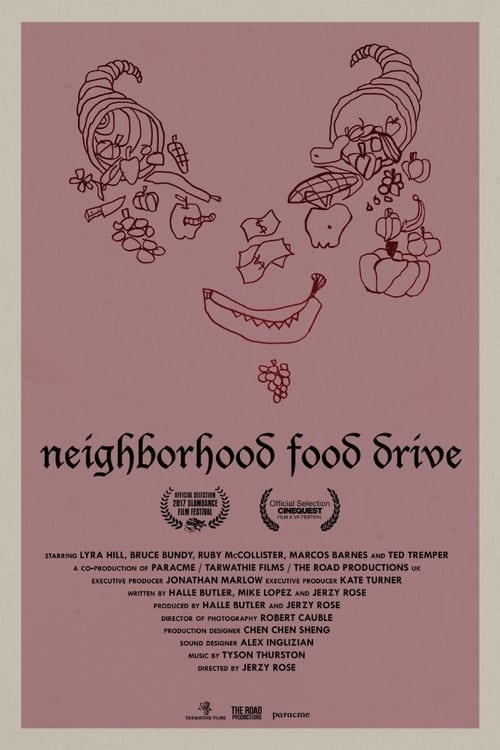 neighborhood food drive
OFFICIAL SELECTION
2017 SLAMDANCE
FILM FESTIVAL
Official Selection
CINEQUEST
FILM & VR FESTIVAL
STARRING LYRA HILL, BRUCE BUNDY, RUBY McCOLLISTER, MARCOS BARNES AND TED TREMPER
A CO-PRODUCTION OF PARACME / TARWATHIE FILMS / THE ROAD PRODUCTIONS UK
EXECUTIVE PRODUCER JONATHAN MARLOW EXECUTIVE PRODUCER KATE TURNER
WRITTEN BY HALLE BUTLER, MIKE LOPEZ AND JERZY ROSE
PRODUCED BY HALLE BUTLER AND JERZY ROSE
DIRECTOR OF PHOTOGRAPHY ROBERT CAUBLE
PRODUCTION DESIGNER CHEN CHEN SHENG
SOUND DESIGNER ALEX INGLIZIAN
MUSIC BY TYSON THURSTON
DIRECTED BY JERZY ROSE
TARWATHIE FILMS
THE ROAD
PRODUCTIONS
paracme